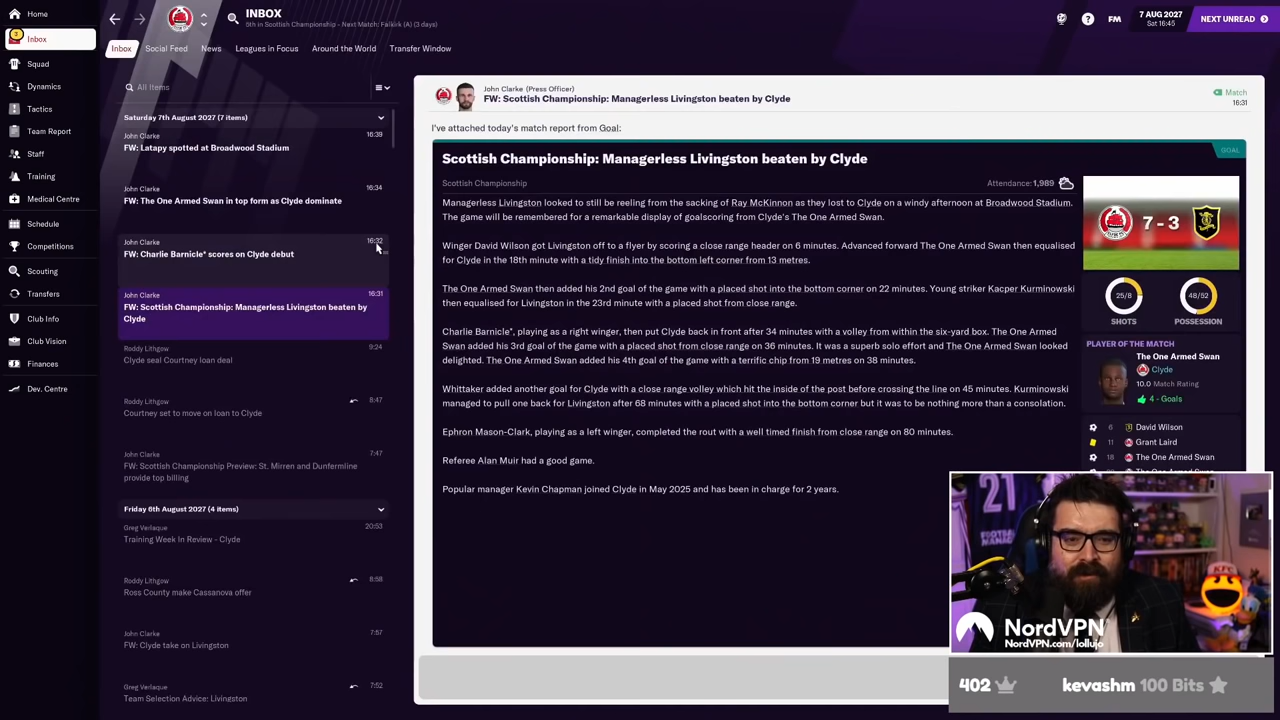 Home
INBOX
5th in Scottish Championship - Next Match: Falkirk (A) (3 days)
FM
7 AUG 2027
Sat 16:45
NEXT UNREAD
3
Inbox
Squad
Dynamics
Tactics
Team Report
Staff
Training
Medical Centre
Schedule
Competitions
Scouting
Transfers
Club Info
Club Vision
Finances
Dev. Centre
Inbox
Social Feed
News
Leagues in Focus
Around the World
Transfer Window
All Items
Saturday 7th August 2027 (7 items)
John Clarke
16:39
FW: Latapy spotted at Broadwood Stadium
John Clarke
16:34
FW: The One Armed Swan in top form as Clyde dominate
John Clarke
16:32
FW: Charlie Barnicle* scores on Clyde debut
John Clarke
16:31
FW: Scottish Championship: Managerless Livingston beaten by
Clyde
Roddy Lithgow
9:24
Clyde seal Courtney loan deal
Roddy Lithgow
8:47
Courtney set to move on loan to Clyde
John Clarke
7:47
FW: Scottish Championship Preview: St. Mirren and Dunfermline
provide top billing
Friday 6th August 2027 (4 items)
Greg Verlaque
20:53
Training Week In Review - Clyde
Roddy Lithgow
8:58
Ross County make Cassanova offer
John Clarke
7:57
FW: Clyde take on Livingston
Greg Verlaque
7:52
Team Selection Advice: Livingston
John Clarke (Press Officer)
FW: Scottish Championship: Managerless Livingston beaten by Clyde
Match
16:31
I've attached today's match report from Goal:
Scottish Championship: Managerless Livingston beaten by Clyde
GOAL
Scottish Championship
Attendance: 1,989
Managerless Livingston looked to still be reeling from the sacking of Ray McKinnon as they lost to Clyde on a windy afternoon at Broadwood Stadium.
The game will be remembered for a remarkable display of goalscoring from Clyde's The One Armed Swan.
Winger David Wilson got Livingston off to a flyer by scoring a close range header on 6 minutes. Advanced forward The One Armed Swan then equalised
for Clyde in the 18th minute with a tidy finish into the bottom left corner from 13 metres.
The One Armed Swan then added his 2nd goal of the game with a placed shot into the bottom corner on 22 minutes. Young striker Kacper Kurminowski
then equalised for Livingston in the 23rd minute with a placed shot from close range.
Charlie Barnicle*, playing as a right winger, then put Clyde back in front after 34 minutes with a volley from within the six-yard box. The One Armed
Swan added his 3rd goal of the game with a placed shot from close range on 36 minutes. It was a superb solo effort and The One Armed Swan looked
delighted. The One Armed Swan added his 4th goal of the game with a terrific chip from 19 metres on 38 minutes.
Whittaker added another goal for Clyde with a close range volley which hit the inside of the post before crossing the line on 45 minutes. Kurminowski
managed to pull one back for Livingston after 68 minutes with a placed shot into the bottom corner but it was to be nothing more than a consolation.
Ephron Mason-Clark, playing as a left winger, completed the rout with a well timed finish from close range on 80 minutes.
Referee Alan Muir had a good game.
Popular manager Kevin Chapman joined Clyde in May 2025 and has been in charge for 2 years.
7 - 3
25/8
48/52
SHOTS
POSSESSION
PLAYER OF THE MATCH
The One Armed Swan
Clyde
10.0 Match Rating
4 - Goals
6 David Wilson
11 Grant Laird
18 The One Armed Swan
The One Armed Swan
21
KFC
NordVPN
NordVPN.com/lollujo
402
kevashm 100 Bits